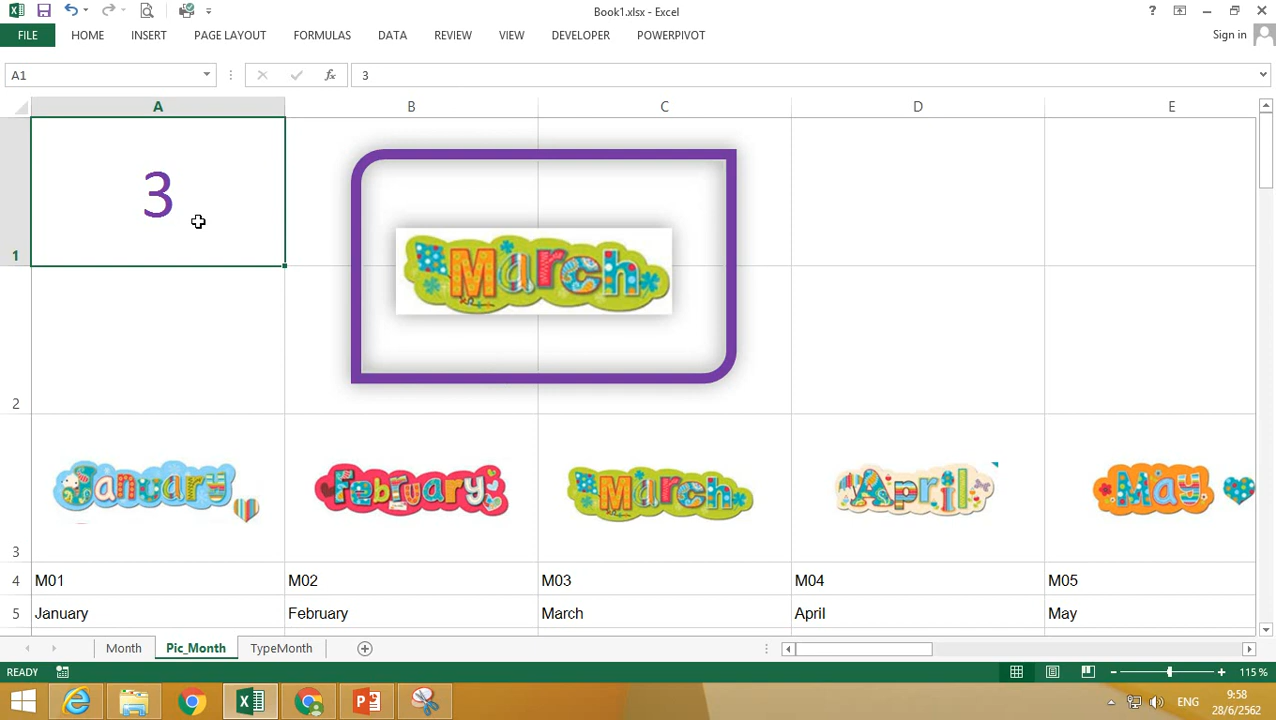 Book1.xlsx - Excel
FILE HOME INSERT PAGE LAYOUT FORMULAS DATA REVIEW VIEW DEVELOPER POWERPIVOT Sign in
A1 fx 3
A B C D E
1 3
March
2
3 January February March April May
4 M01 M02 M03 M04 M05
5 January February March April May
Month Pic_Month TypeMonth
READY 115 %
ENG 9:58
28/6/2562